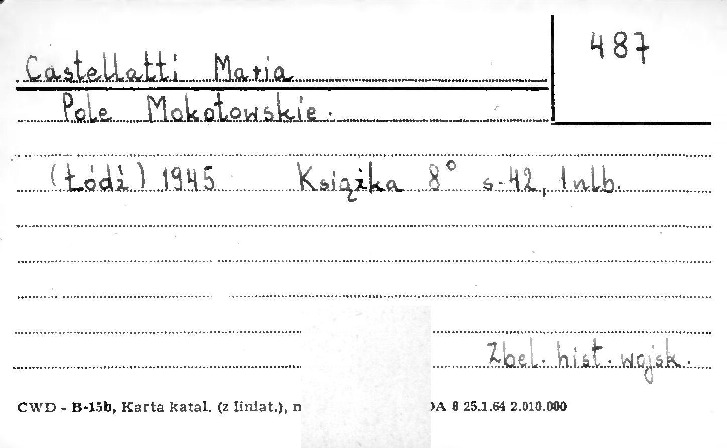 487
Castellatti Maria
Pole Mokotowskie.
(Łódź) 1945 Książka 8° s. 42, 1 nlb.
Zbel. hist. wojsk.
CWD - B-15b, Karta katal. (z liniat.), n DA 8 25.1.64 2.010.000